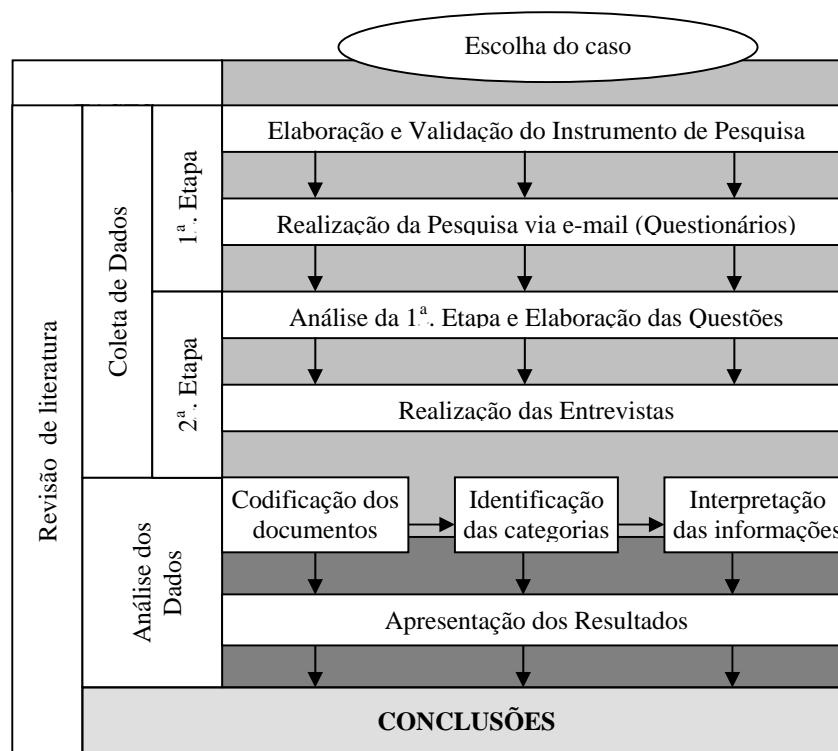 Escolha do caso
Revisão de literatura
Coleta de Dados
1ª. Etapa
Elaboração e Validação do Instrumento de Pesquisa
Realização da Pesquisa via e-mail (Questionários)
2ª. Etapa
Análise da 1ª. Etapa e Elaboração das Questões
Realização das Entrevistas
Análise dos
Dados
Codificação dos
documentos
Identificação
das categorias
Interpretação
das informações
Apresentação dos Resultados
CONCLUSÕES